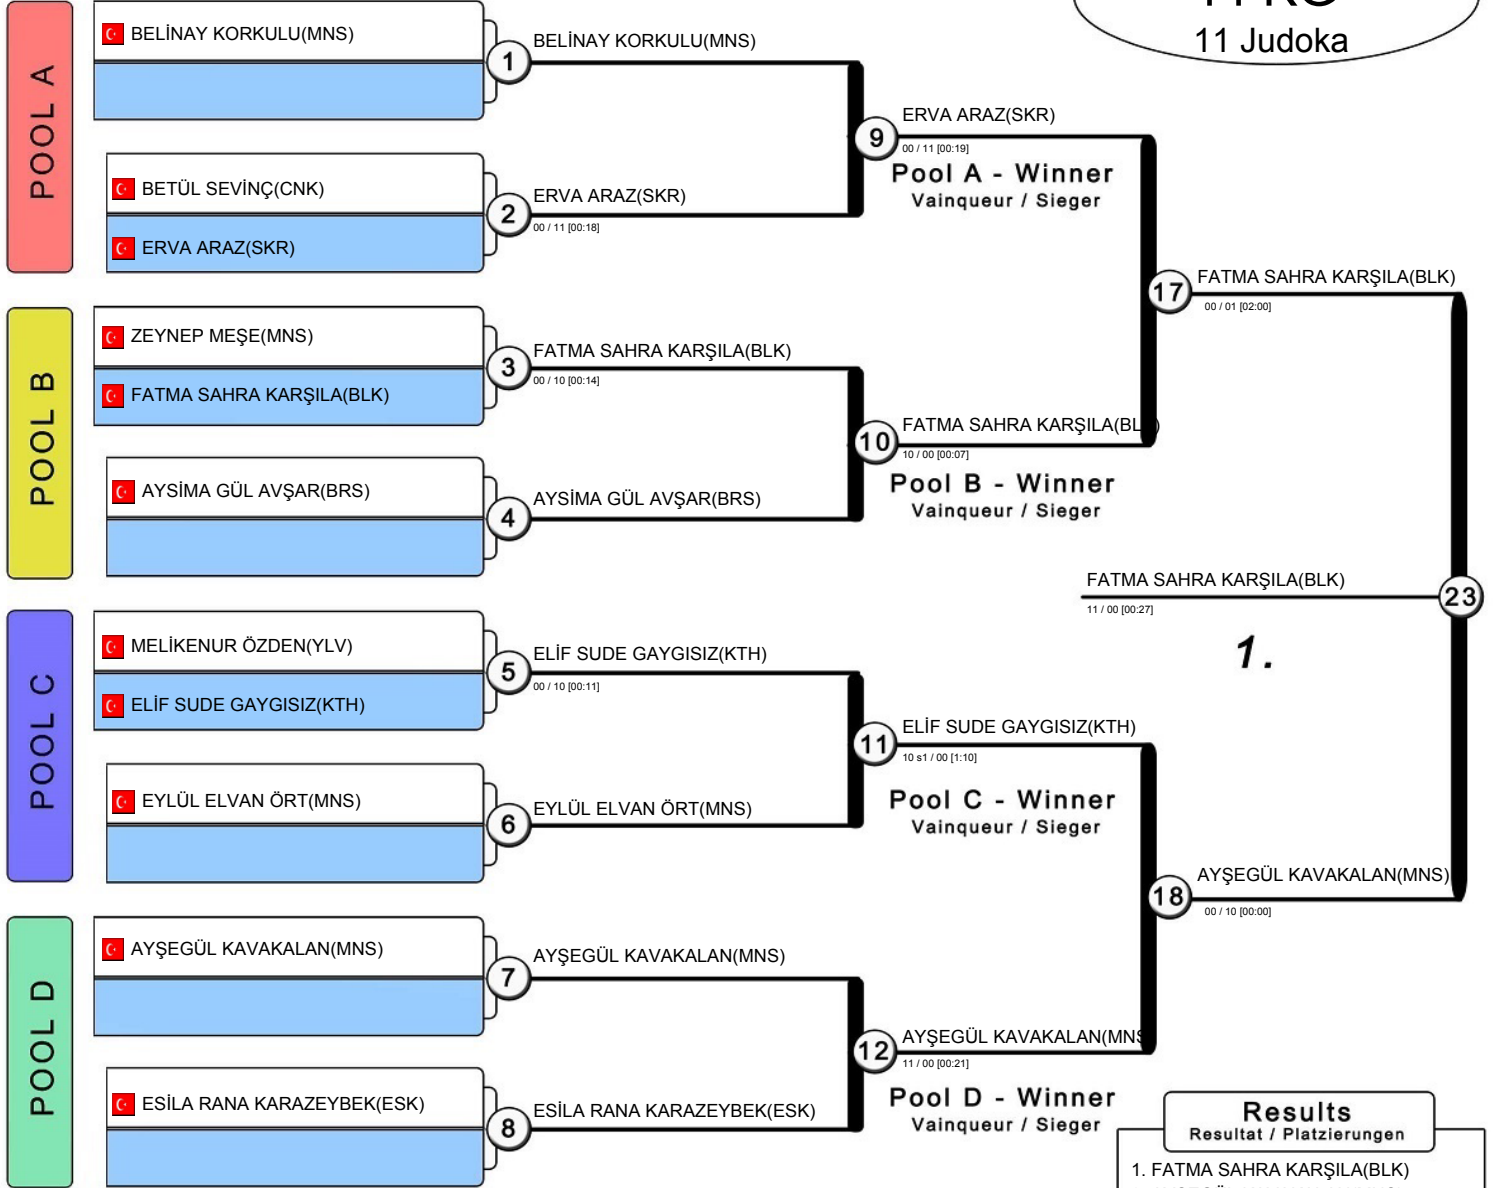 11 Judoka
POOL A
BELİNAY KORKULU(MNS)
1
BELİNAY KORKULU(MNS)
BETÜL SEVİNÇ(CNK)
ERVA ARAZ(SKR)
2
ERVA ARAZ(SKR)
00 / 11 [00:18]
9
ERVA ARAZ(SKR)
00 / 11 [00:19]
Pool A - Winner
Vainqueur / Sieger
POOL B
ZEYNEP MEŞE(MNS)
FATMA SAHRA KARŞILA(BLK)
3
FATMA SAHRA KARŞILA(BLK)
00 / 10 [00:14]
AYSİMA GÜL AVŞAR(BRS)
4
AYSİMA GÜL AVŞAR(BRS)
10
FATMA SAHRA KARŞILA(BL
10 / 00 [00:07]
Pool B - Winner
Vainqueur / Sieger
17
FATMA SAHRA KARŞILA(BLK)
00 / 01 [02:00]
FATMA SAHRA KARŞILA(BLK)
11 / 00 [00:27]
23
1.
POOL C
MELİKENUR ÖZDEN(YLV)
ELİF SUDE GAYGISIZ(KTH)
5
ELİF SUDE GAYGISIZ(KTH)
00 / 10 [00:11]
EYLÜL ELVAN ÖRT(MNS)
6
EYLÜL ELVAN ÖRT(MNS)
11
ELİF SUDE GAYGISIZ(KTH)
10 s1 / 00 [1:10]
Pool C - Winner
Vainqueur / Sieger
18
AYŞEGÜL KAVAKALAN(MNS)
00 / 10 [00:00]
POOL D
AYŞEGÜL KAVAKALAN(MNS)
7
AYŞEGÜL KAVAKALAN(MNS)
ESİLA RANA KARAZEYBEK(ESK)
8
ESİLA RANA KARAZEYBEK(ESK)
12
AYŞEGÜL KAVAKALAN(MNS
11 / 00 [00:21]
Pool D - Winner
Vainqueur / Sieger
Results
Resultat / Platzierungen
1. FATMA SAHRA KARŞILA(BLK)